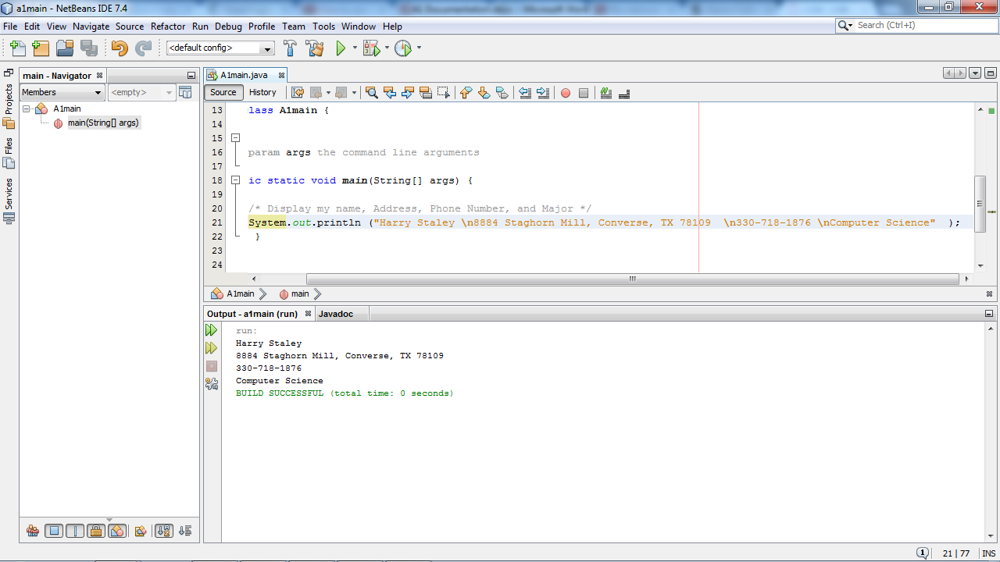 a1main - NetBeans IDE 7.4
File Edit View Navigate Source Refactor Run Debug Profile Team Tools Window Help
Search (Ctrl+I)
<default config>
main - Navigator
Members
<empty>
A1main
main(String[] args)
Projects
Files
Services
A1main.java
Source History
13 lass A1main {
14
15
16 param args the command line arguments
17
18 ic static void main(String[] args) {
19
20 /* Display my name, Address, Phone Number, and Major */
21 System.out.println ("Harry Staley \n8884 Staghorn Mill, Converse, TX 78109  \n330-718-1876 \nComputer Science"  );
22 }
23
24
A1main main
Output - a1main (run) Javadoc
run:
Harry Staley
8884 Staghorn Mill, Converse, TX 78109
330-718-1876
Computer Science
BUILD SUCCESSFUL (total time: 0 seconds)
1 21 | 77 INS